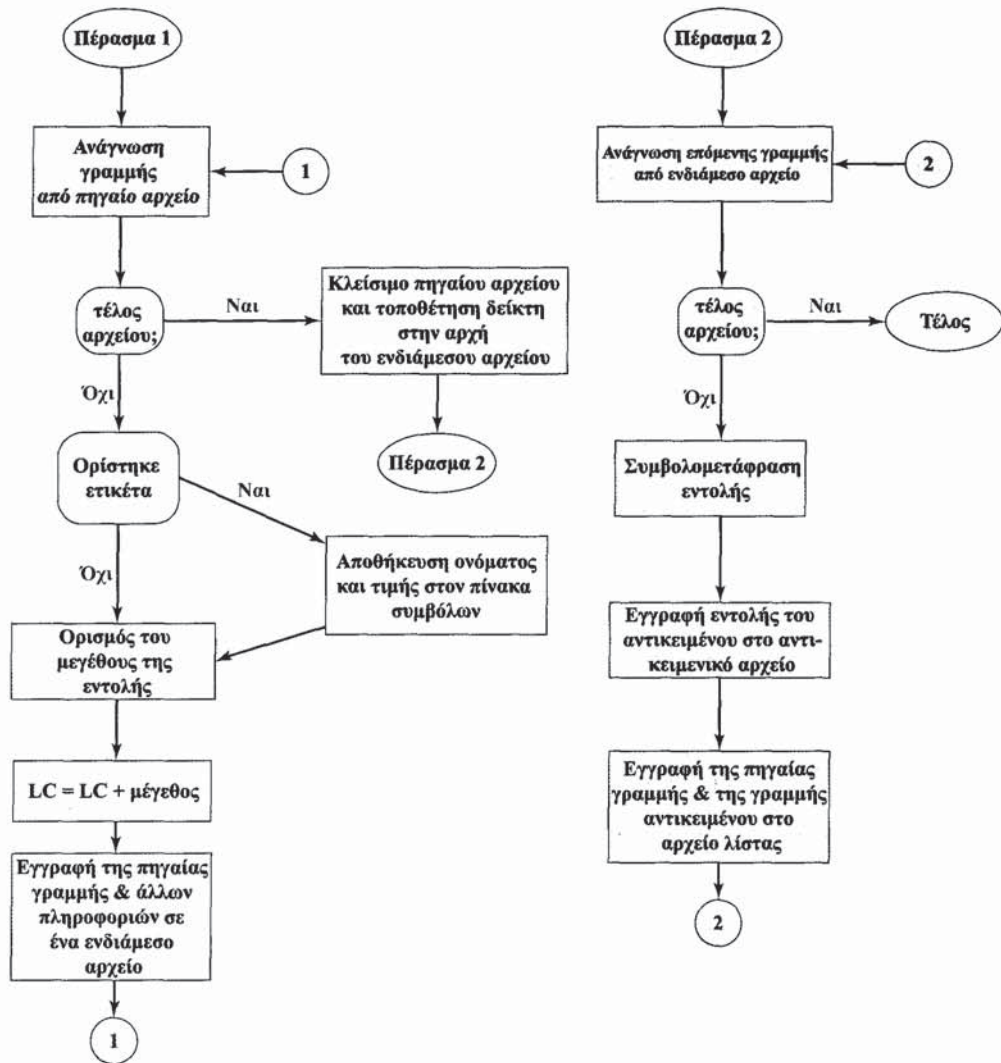 Πέρασμα 1
Ανάγνωση
γραμμής
από πηγαίο αρχείο
1
τέλος
αρχείου;
Ναι
Κλείσιμο πηγαίου αρχείου
και τοποθέτηση δείκτη
στην αρχή
του ενδιάμεσου αρχείου
Όχι
Πέρασμα 2
Ορίστηκε
ετικέτα
Ναι
Αποθήκευση ονόματος
και τιμής στον πίνακα
συμβόλων
Όχι
Ορισμός του
μεγέθους της
εντολής
LC = LC + μέγεθος
Εγγραφή της πηγαίας
γραμμής & άλλων
πληροφοριών σε
ένα ενδιάμεσο
αρχείο
1
Πέρασμα 2
Ανάγνωση επόμενης γραμμής
από ενδιάμεσο αρχείο
2
τέλος
αρχείου;
Ναι
Τέλος
Όχι
Συμβολομετάφραση
εντολής
Εγγραφή εντολής του
αντικειμένου στο αντι-
κειμενικό αρχείο
Εγγραφή της πηγαίας
γραμμής & της γραμμής
αντικειμένου στο
αρχείο λίστας
2